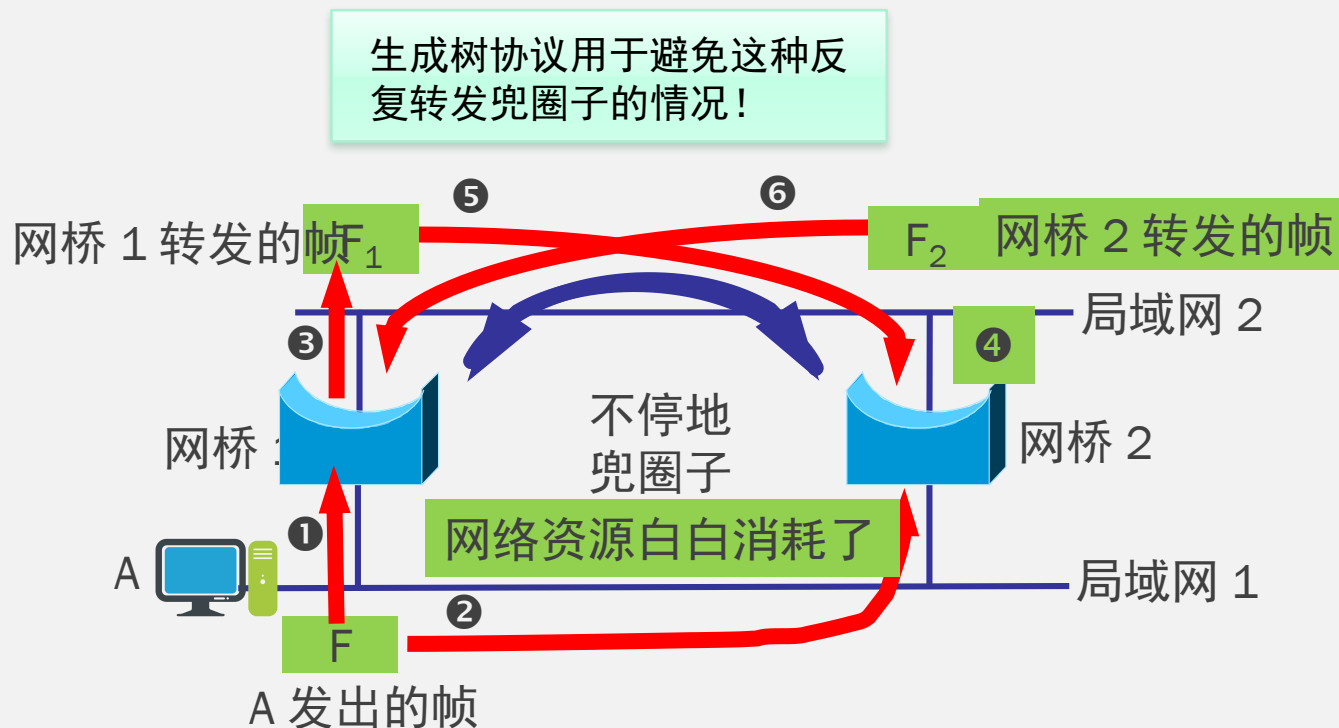 生成树协议用于避免这种反
复转发兜圈子的情况！
❺
❻
网桥 1 转发的帧
F1
F2
网桥 2 转发的帧
局域网 2
❸
❹
不停地
兜圈子
网桥 1
网桥 2
❶
网络资源白白消耗了
A
局域网 1
❷
F
A 发出的帧